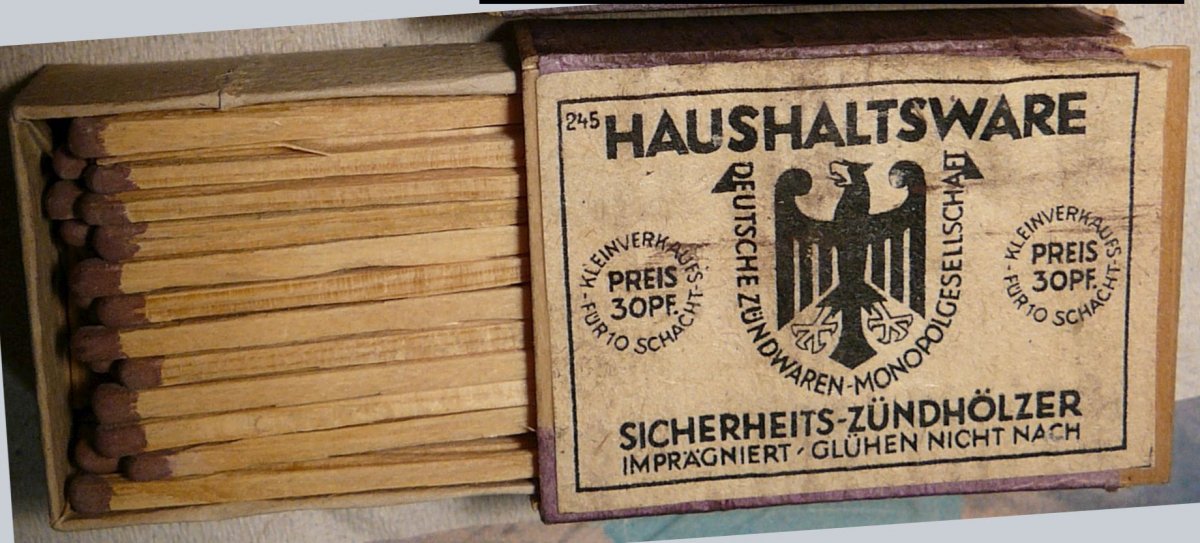 245 HAUSHALTSWARE
DEUTSCHE ZÜNDWAREN-MONOPOLGESELLSCHAFT
- KLEINVERKAUFS -
PREIS
30PF.
FÜR 10 SCHACHT.
- KLEINVERKAUFS -
PREIS
30PF.
FÜR 10 SCHACHT.
SICHERHEITS-ZÜNDHÖLZER
IMPRÄGNIERT · GLÜHEN NICHT NACH